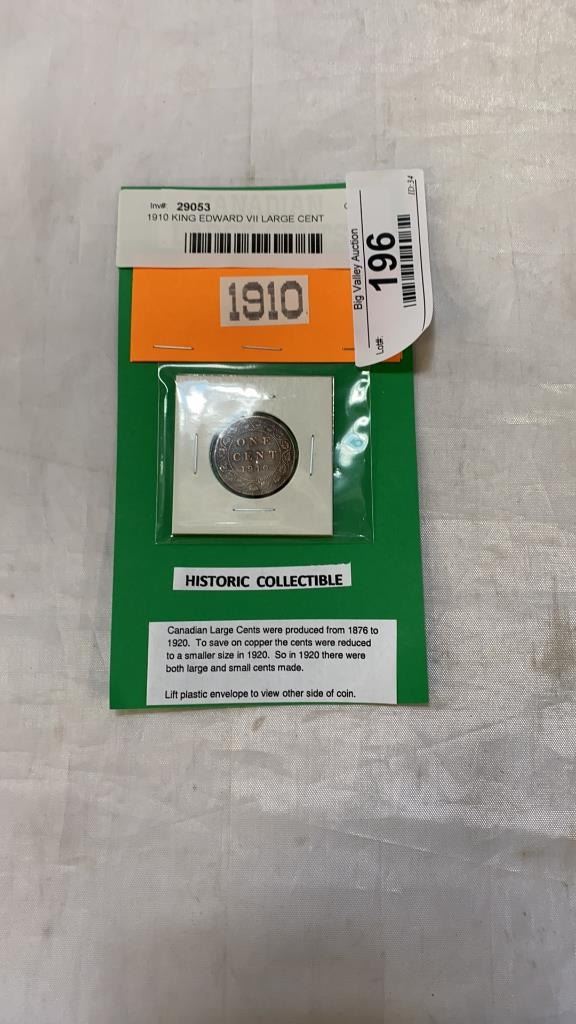 Inv#: 29053
1910 KING EDWARD VII LARGE CENT
Big Valley Auction
Lot#: 196
ID:34
1910
ONE
CENT
1910
HISTORIC COLLECTIBLE
Canadian Large Cents were produced from 1876 to
1920. To save on copper the cents were reduced
to a smaller size in 1920. So in 1920 there were
both large and small cents made.
Lift plastic envelope to view other side of coin.